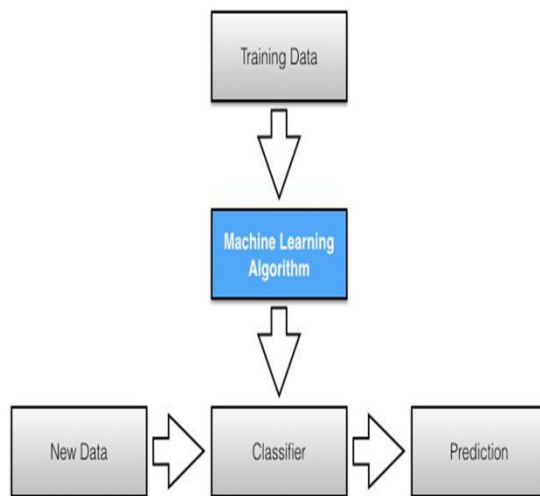 Training Data
Machine Learning
Algorithm
New Data
Classifier
Prediction